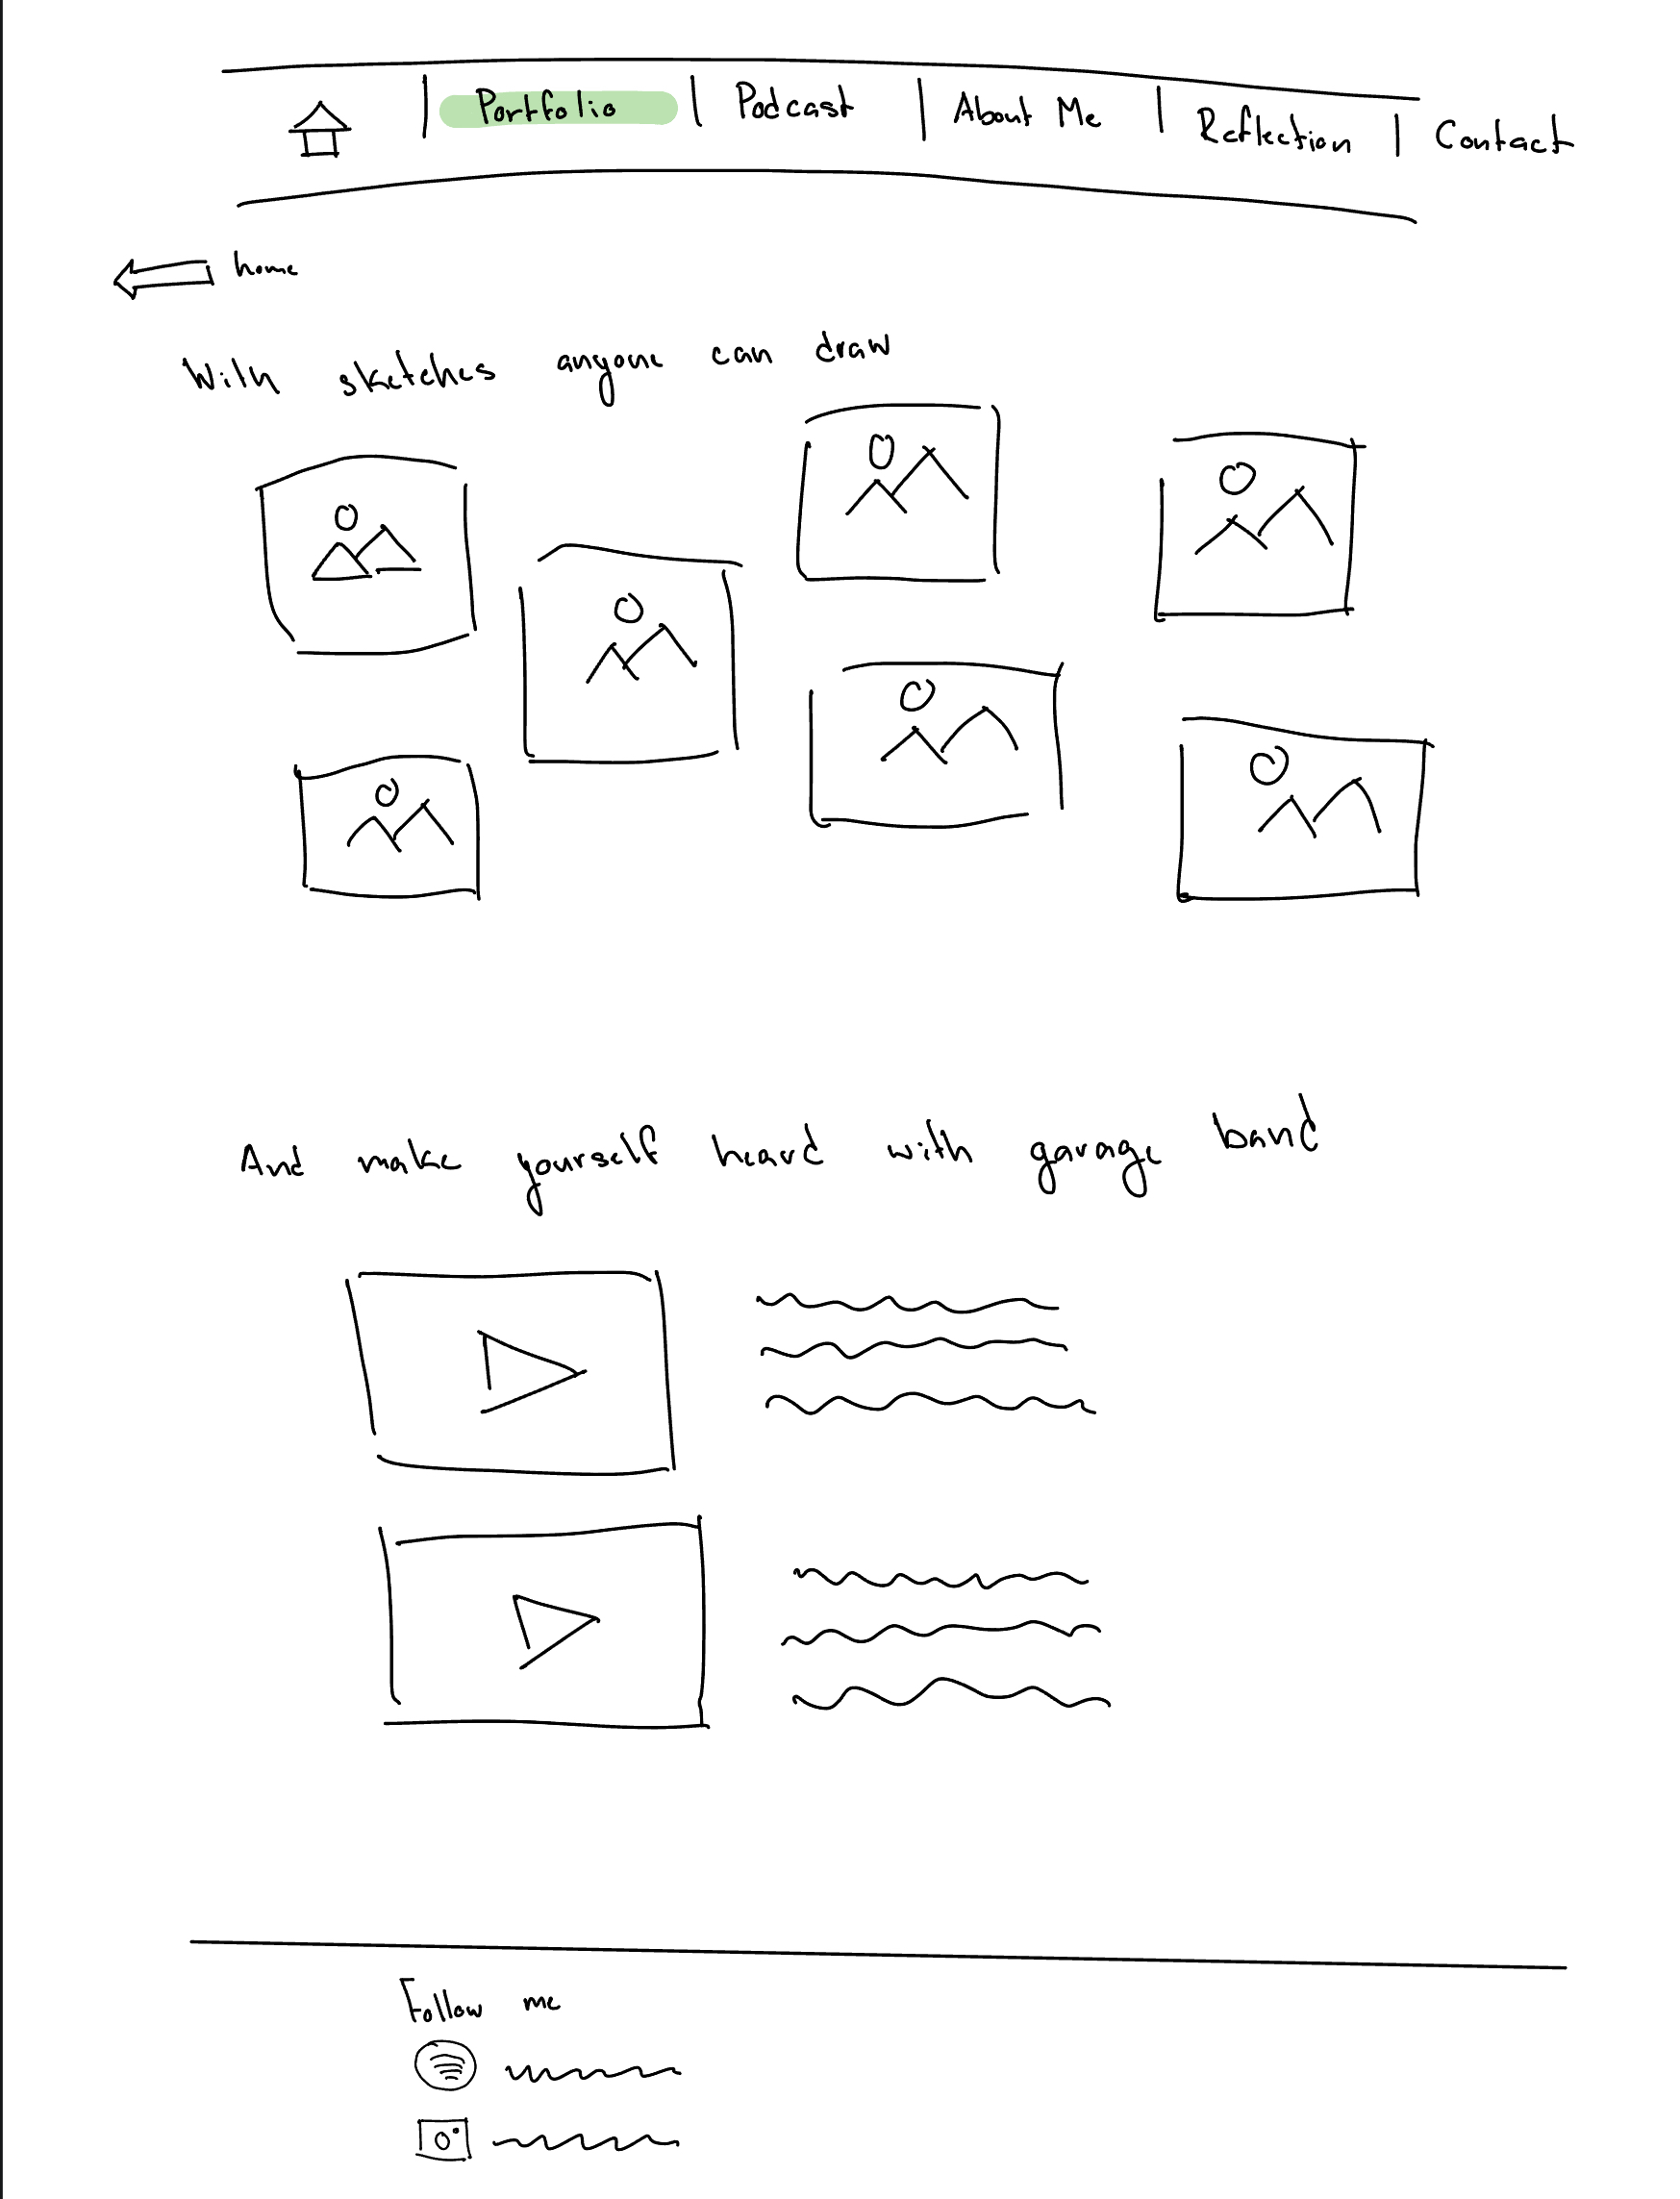 Portfolio | Podcast | About Me | Reflection | Contact
home
With sketches anyone can draw
And make yourself heard with garage band
Follow me